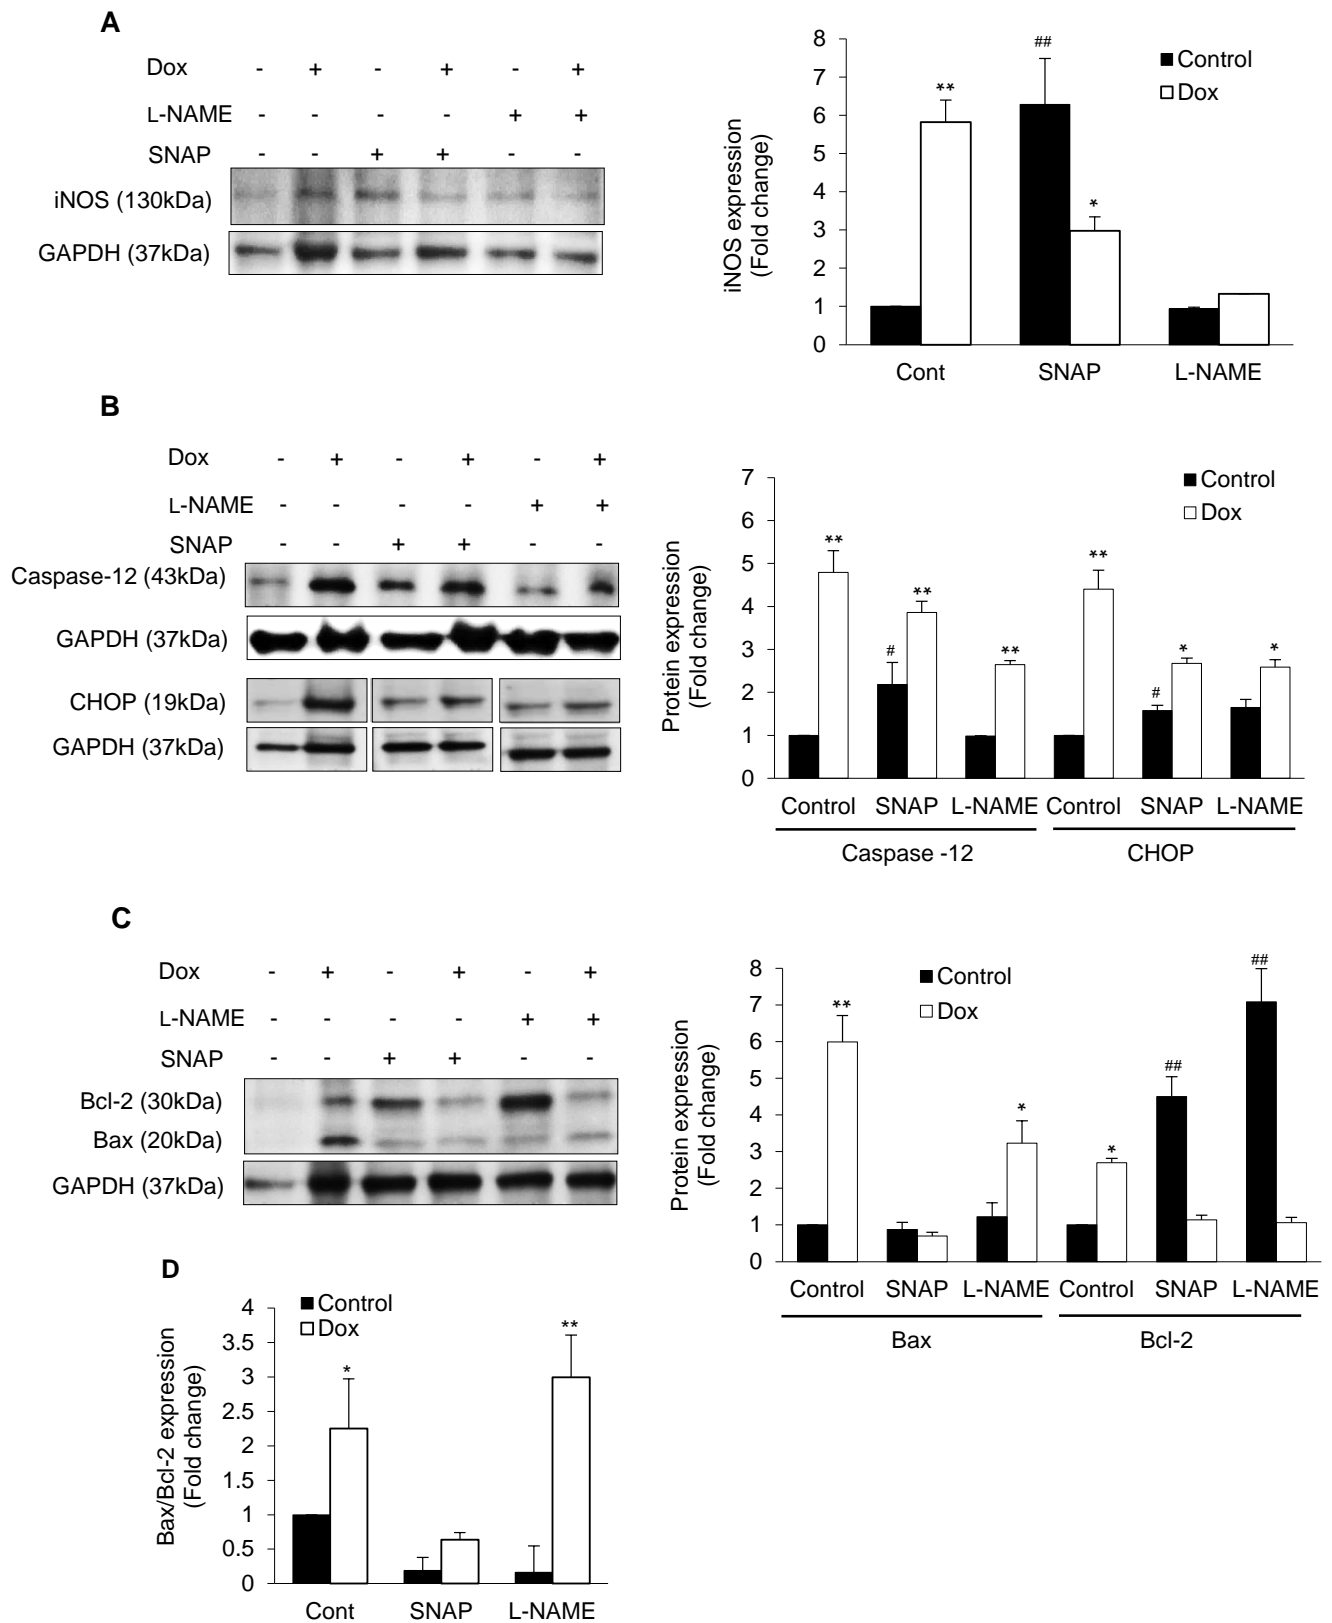 A
Dox - + - + - +
L-NAME - - - - + +
SNAP - - + + - -
iNOS (130kDa)
GAPDH (37kDa)
iNOS expression
(Fold change)
8
7
6
5
4
3
2
1
0
##
**
*
Control
Dox
Cont SNAP L-NAME
B
Dox - + - + - +
L-NAME - - - - + +
SNAP - - + + - -
Caspase-12 (43kDa)
GAPDH (37kDa)
CHOP (19kDa)
GAPDH (37kDa)
Protein expression
(Fold change)
7
6
5
4
3
2
1
0
Control
Dox
** # ** ** ** # * *
Control SNAP L-NAME Control SNAP L-NAME
Caspase -12 CHOP
C
Dox - + - + - +
L-NAME - - - - + +
SNAP - - + + - -
Bcl-2 (30kDa)
Bax (20kDa)
GAPDH (37kDa)
Protein expression
(Fold change)
8
7
6
5
4
3
2
1
0
Control
Dox
** * * ## ##
Control SNAP L-NAME Control SNAP L-NAME
Bax Bcl-2
D
Bax/Bcl-2 expression
(Fold change)
4
3.5
3
2.5
2
1.5
1
0.5
0
Control
Dox
* **
Cont SNAP L-NAME